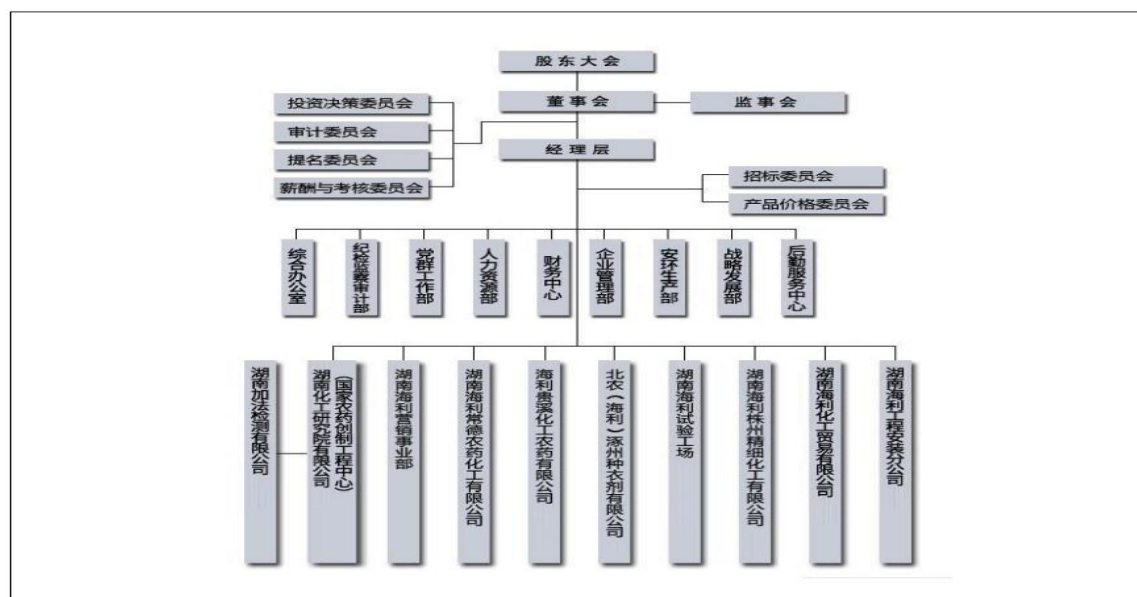 股东大会
董事会
监事会
投资决策委员会
审计委员会
提名委员会
薪酬与考核委员会
经理层
招标委员会
产品价格委员会
综合办公室
纪检监察审计部
党群工作部
人力资源部
财务中心
企业管理部
安环生产部
战略发展部
后勤服务中心
湖南加法检测有限公司
(国家农药创制工程中心)
湖南化工研究院有限公司
湖南海利营销事业部
湖南海利常德农药化工有限公司
海利贵溪化工农药有限公司
北农(海利)涿州种衣剂有限公司
湖南海利试验工场
湖南海利株州精细化工有限公司
湖南海利化工贸易有限公司
湖南海利工程安装分公司